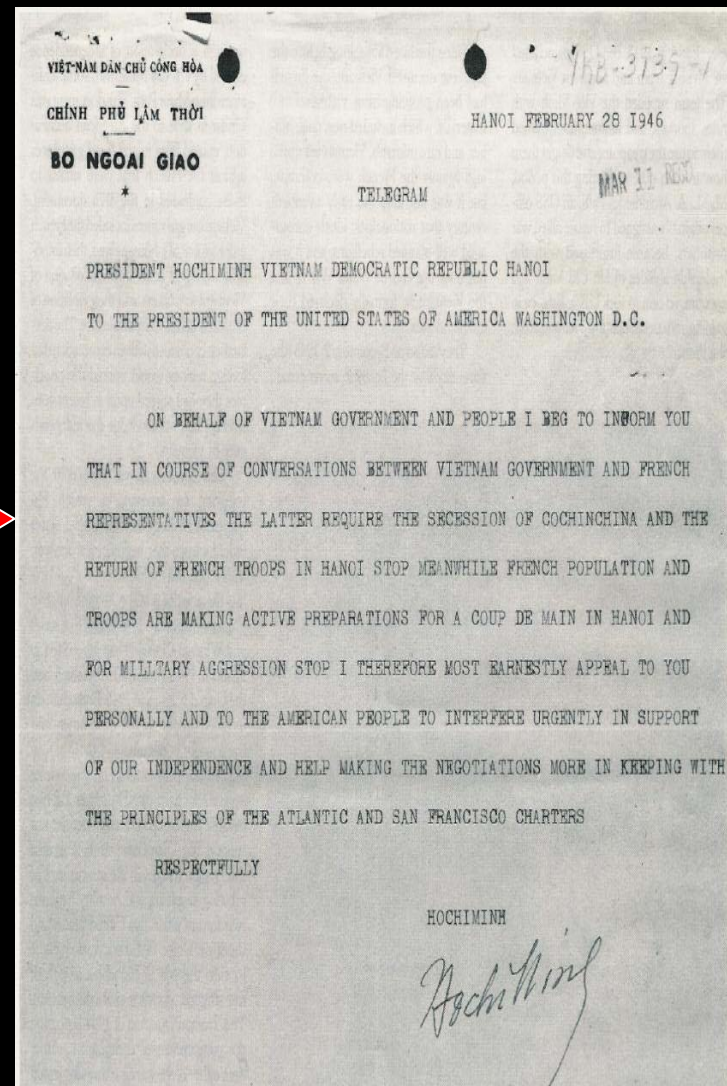 VIỆT-NAM DÂN CHỦ CỘNG HÒA
CHÍNH PHỦ LÂM THỜI
BO NGOAI GIAO
*
HANOI FEBRUARY 28 I946
MAR 11
TELEGRAM
PRESIDENT HOCHIMINH VIETNAM DEMOCRATIC REPUBLIC HANOI
TO THE PRESIDENT OF THE UNITED STATES OF AMERICA WASHINGTON D.C.
ON BEHALF OF VIETNAM GOVERNMENT AND PEOPLE I BEG TO INFORM YOU
THAT IN COURSE OF CONVERSATIONS BETWEEN VIETNAM GOVERNMENT AND FRENCH
REPRESENTATIVES THE LATTER REQUIRE THE SECESSION OF COCHINCHINA AND THE
RETURN OF FRENCH TROOPS IN HANOI STOP MEANWHILE FRENCH POPULATION AND
TROOPS ARE MAKING ACTIVE PREPARATIONS FOR A COUP DE MAIN IN HANOI AND
FOR MILLTARY AGGRESSION STOP I THEREFORE MOST EARNESTLY APPEAL TO YOU
PERSONALLY AND TO THE AMERICAN PEOPLE TO INTERFERE URGENTLY IN SUPPORT
OF OUR INDEPENDENCE AND HELP MAKING THE NEGOTIATIONS MORE IN KEEPING WITH
THE PRINCIPLES OF THE ATLANTIC AND SAN FRANCISCO CHARTERS
RESPECTFULLY
HOCHIMINH
Hochiminh